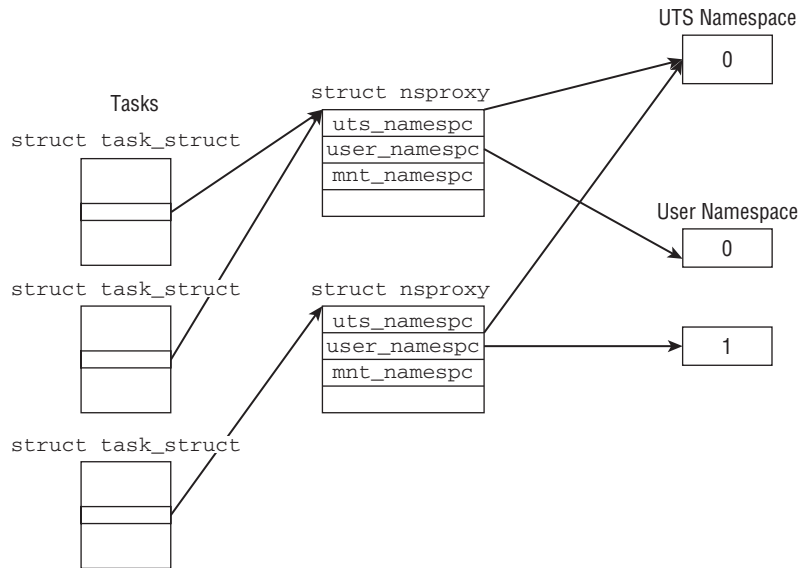 UTS Namespace
0
Tasks
struct task_struct
struct nsproxy
uts_namespc
user_namespc
mnt_namespc
User Namespace
0
struct task_struct
struct nsproxy
uts_namespc
user_namespc
mnt_namespc
1
struct task_struct